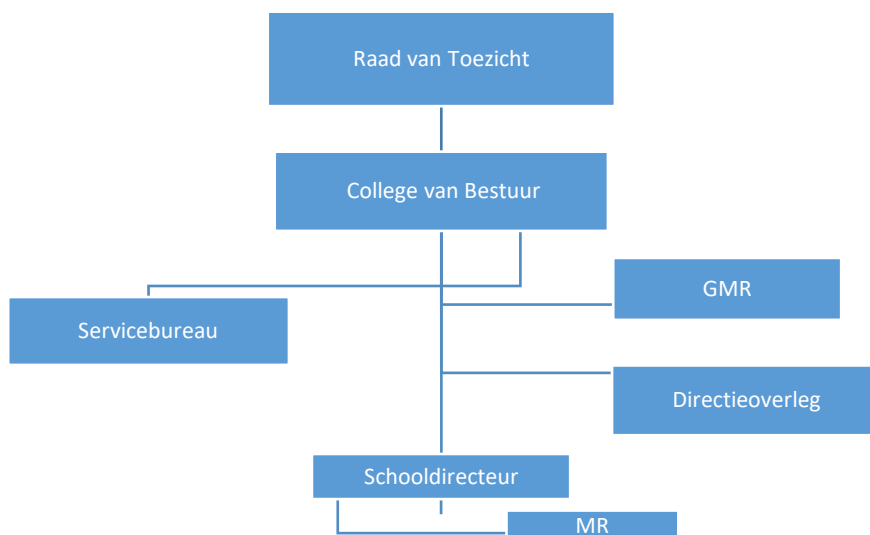 Raad van Toezicht
College van Bestuur
GMR
Servicebureau
Directieoverleg
Schooldirecteur
MR